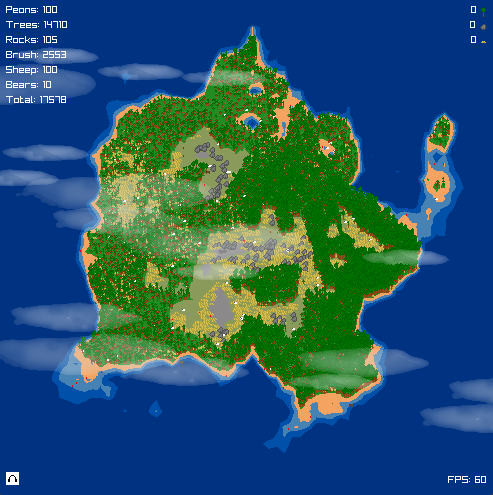 Peons: 100
Trees: 14710
Rocks: 105
Brush: 2553
Sheep: 100
Bears: 10
Total: 17578
0
0
0
FPS: 60